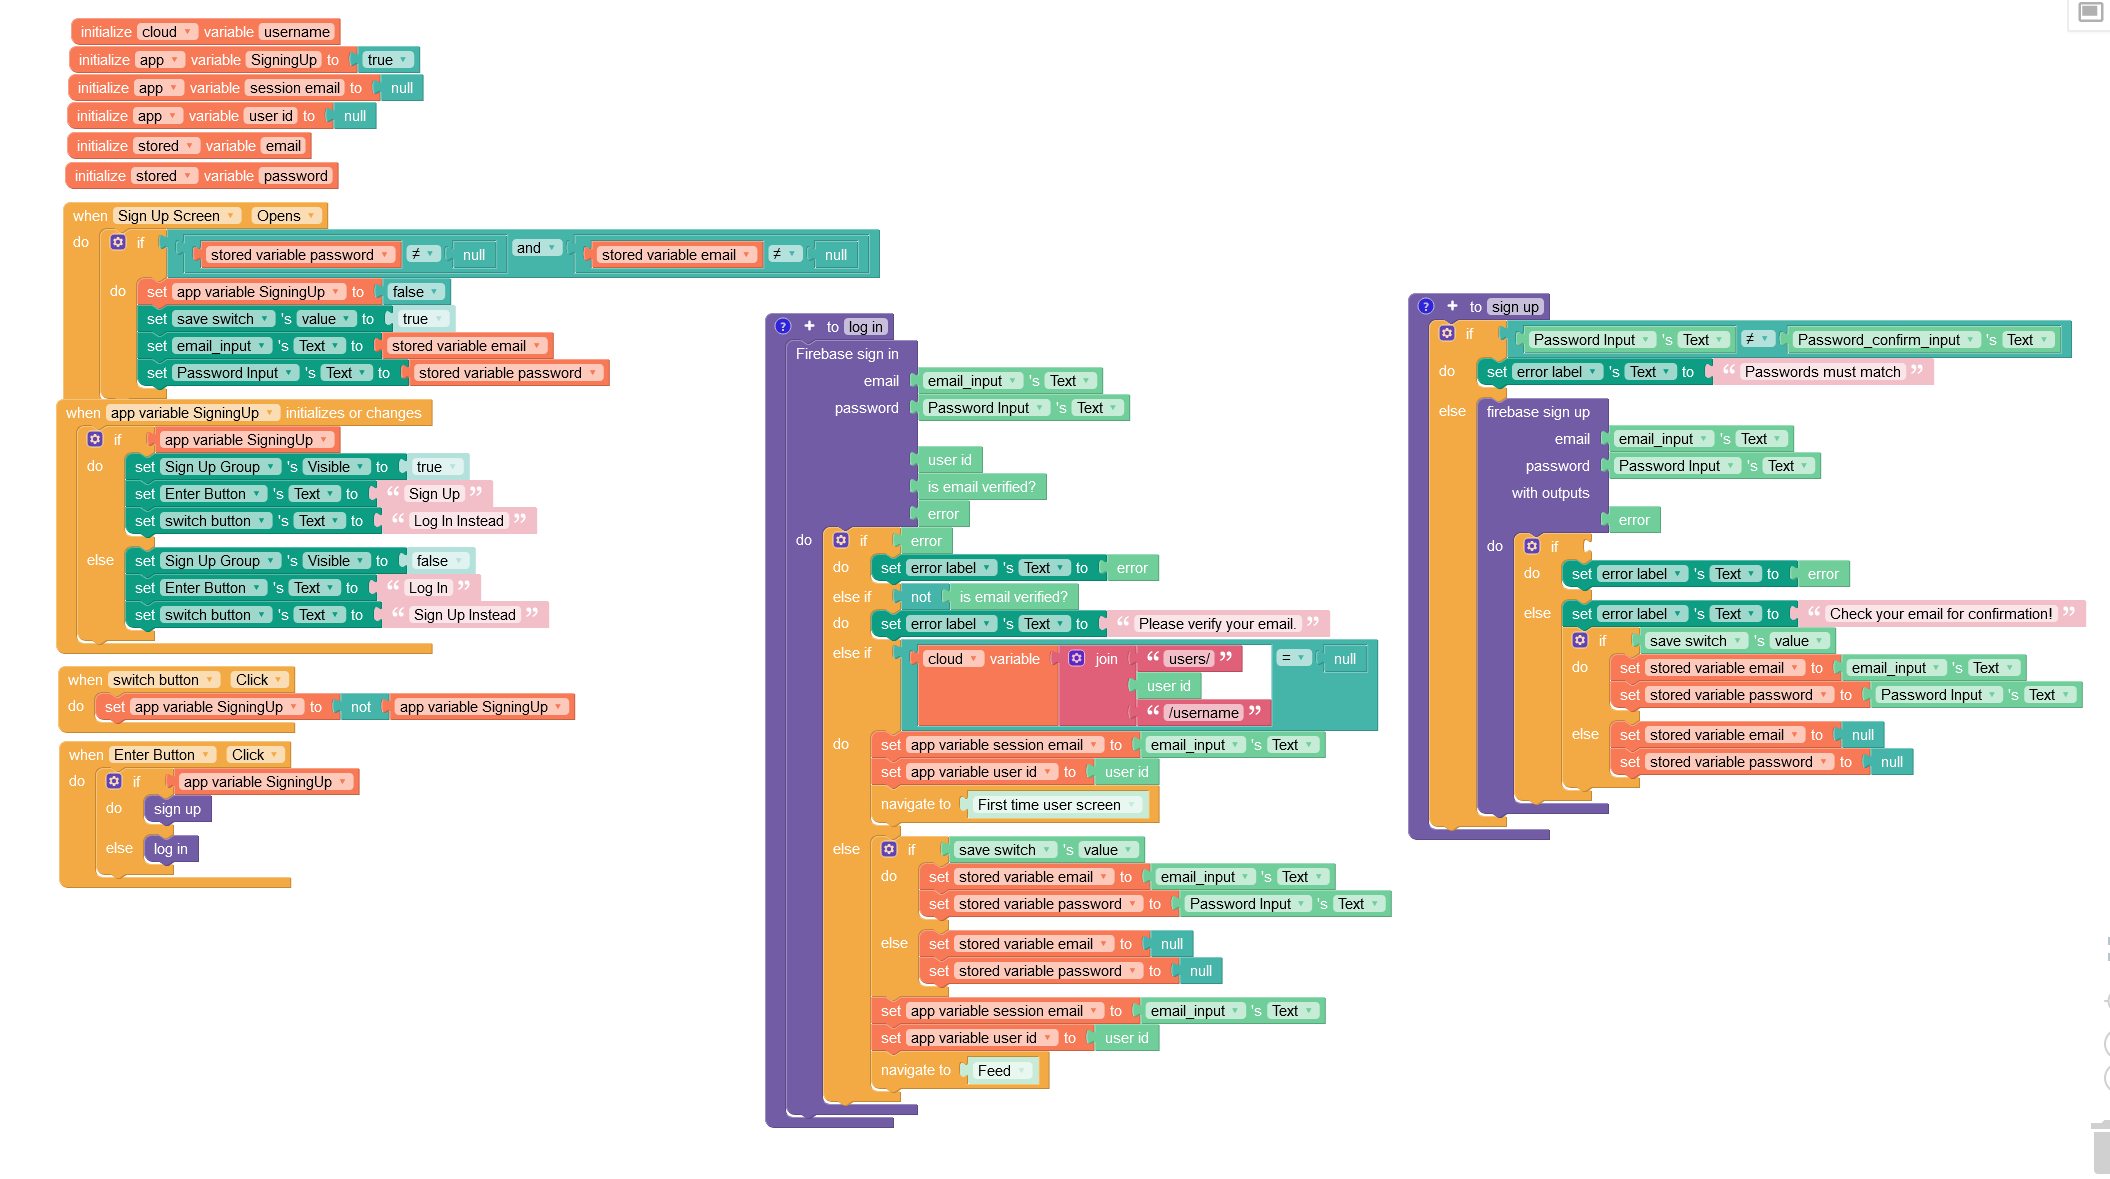 initialize cloud variable username
initialize app variable SigningUp to true
initialize app variable session email to null
initialize app variable user id to null
initialize stored variable email
initialize stored variable password
when Sign Up Screen Opens
do if stored variable password ≠ null and stored variable email ≠ null
do set app variable SigningUp to false
set save switch 's value to true
set email_input 's Text to stored variable email
set Password Input 's Text to stored variable password
when app variable SigningUp initializes or changes
if app variable SigningUp
do set Sign Up Group 's Visible to true
set Enter Button 's Text to “ Sign Up ”
set switch button 's Text to “ Log In Instead ”
else set Sign Up Group 's Visible to false
set Enter Button 's Text to “ Log In ”
set switch button 's Text to “ Sign Up Instead ”
when switch button Click
do set app variable SigningUp to not app variable SigningUp
when Enter Button Click
do if app variable SigningUp
do sign up
else log in
? + to log in
Firebase sign in
email email_input 's Text
password Password Input 's Text
user id
is email verified?
error
do if error
do set error label 's Text to error
else if not is email verified?
do set error label 's Text to “ Please verify your email. ”
else if cloud variable join “ users/ ” = null
user id
“ /username ”
do set app variable session email to email_input 's Text
set app variable user id to user id
navigate to First time user screen
else if save switch 's value
do set stored variable email to email_input 's Text
set stored variable password to Password Input 's Text
else set stored variable email to null
set stored variable password to null
set app variable session email to email_input 's Text
set app variable user id to user id
navigate to Feed
? + to sign up
if Password Input 's Text ≠ Password_confirm_input 's Text
do set error label 's Text to “ Passwords must match ”
else firebase sign up
email email_input 's Text
password Password Input 's Text
with outputs
error
do if
do set error label 's Text to error
else set error label 's Text to “ Check your email for confirmation! ”
if save switch 's value
do set stored variable email to email_input 's Text
set stored variable password to Password Input 's Text
else set stored variable email to null
set stored variable password to null